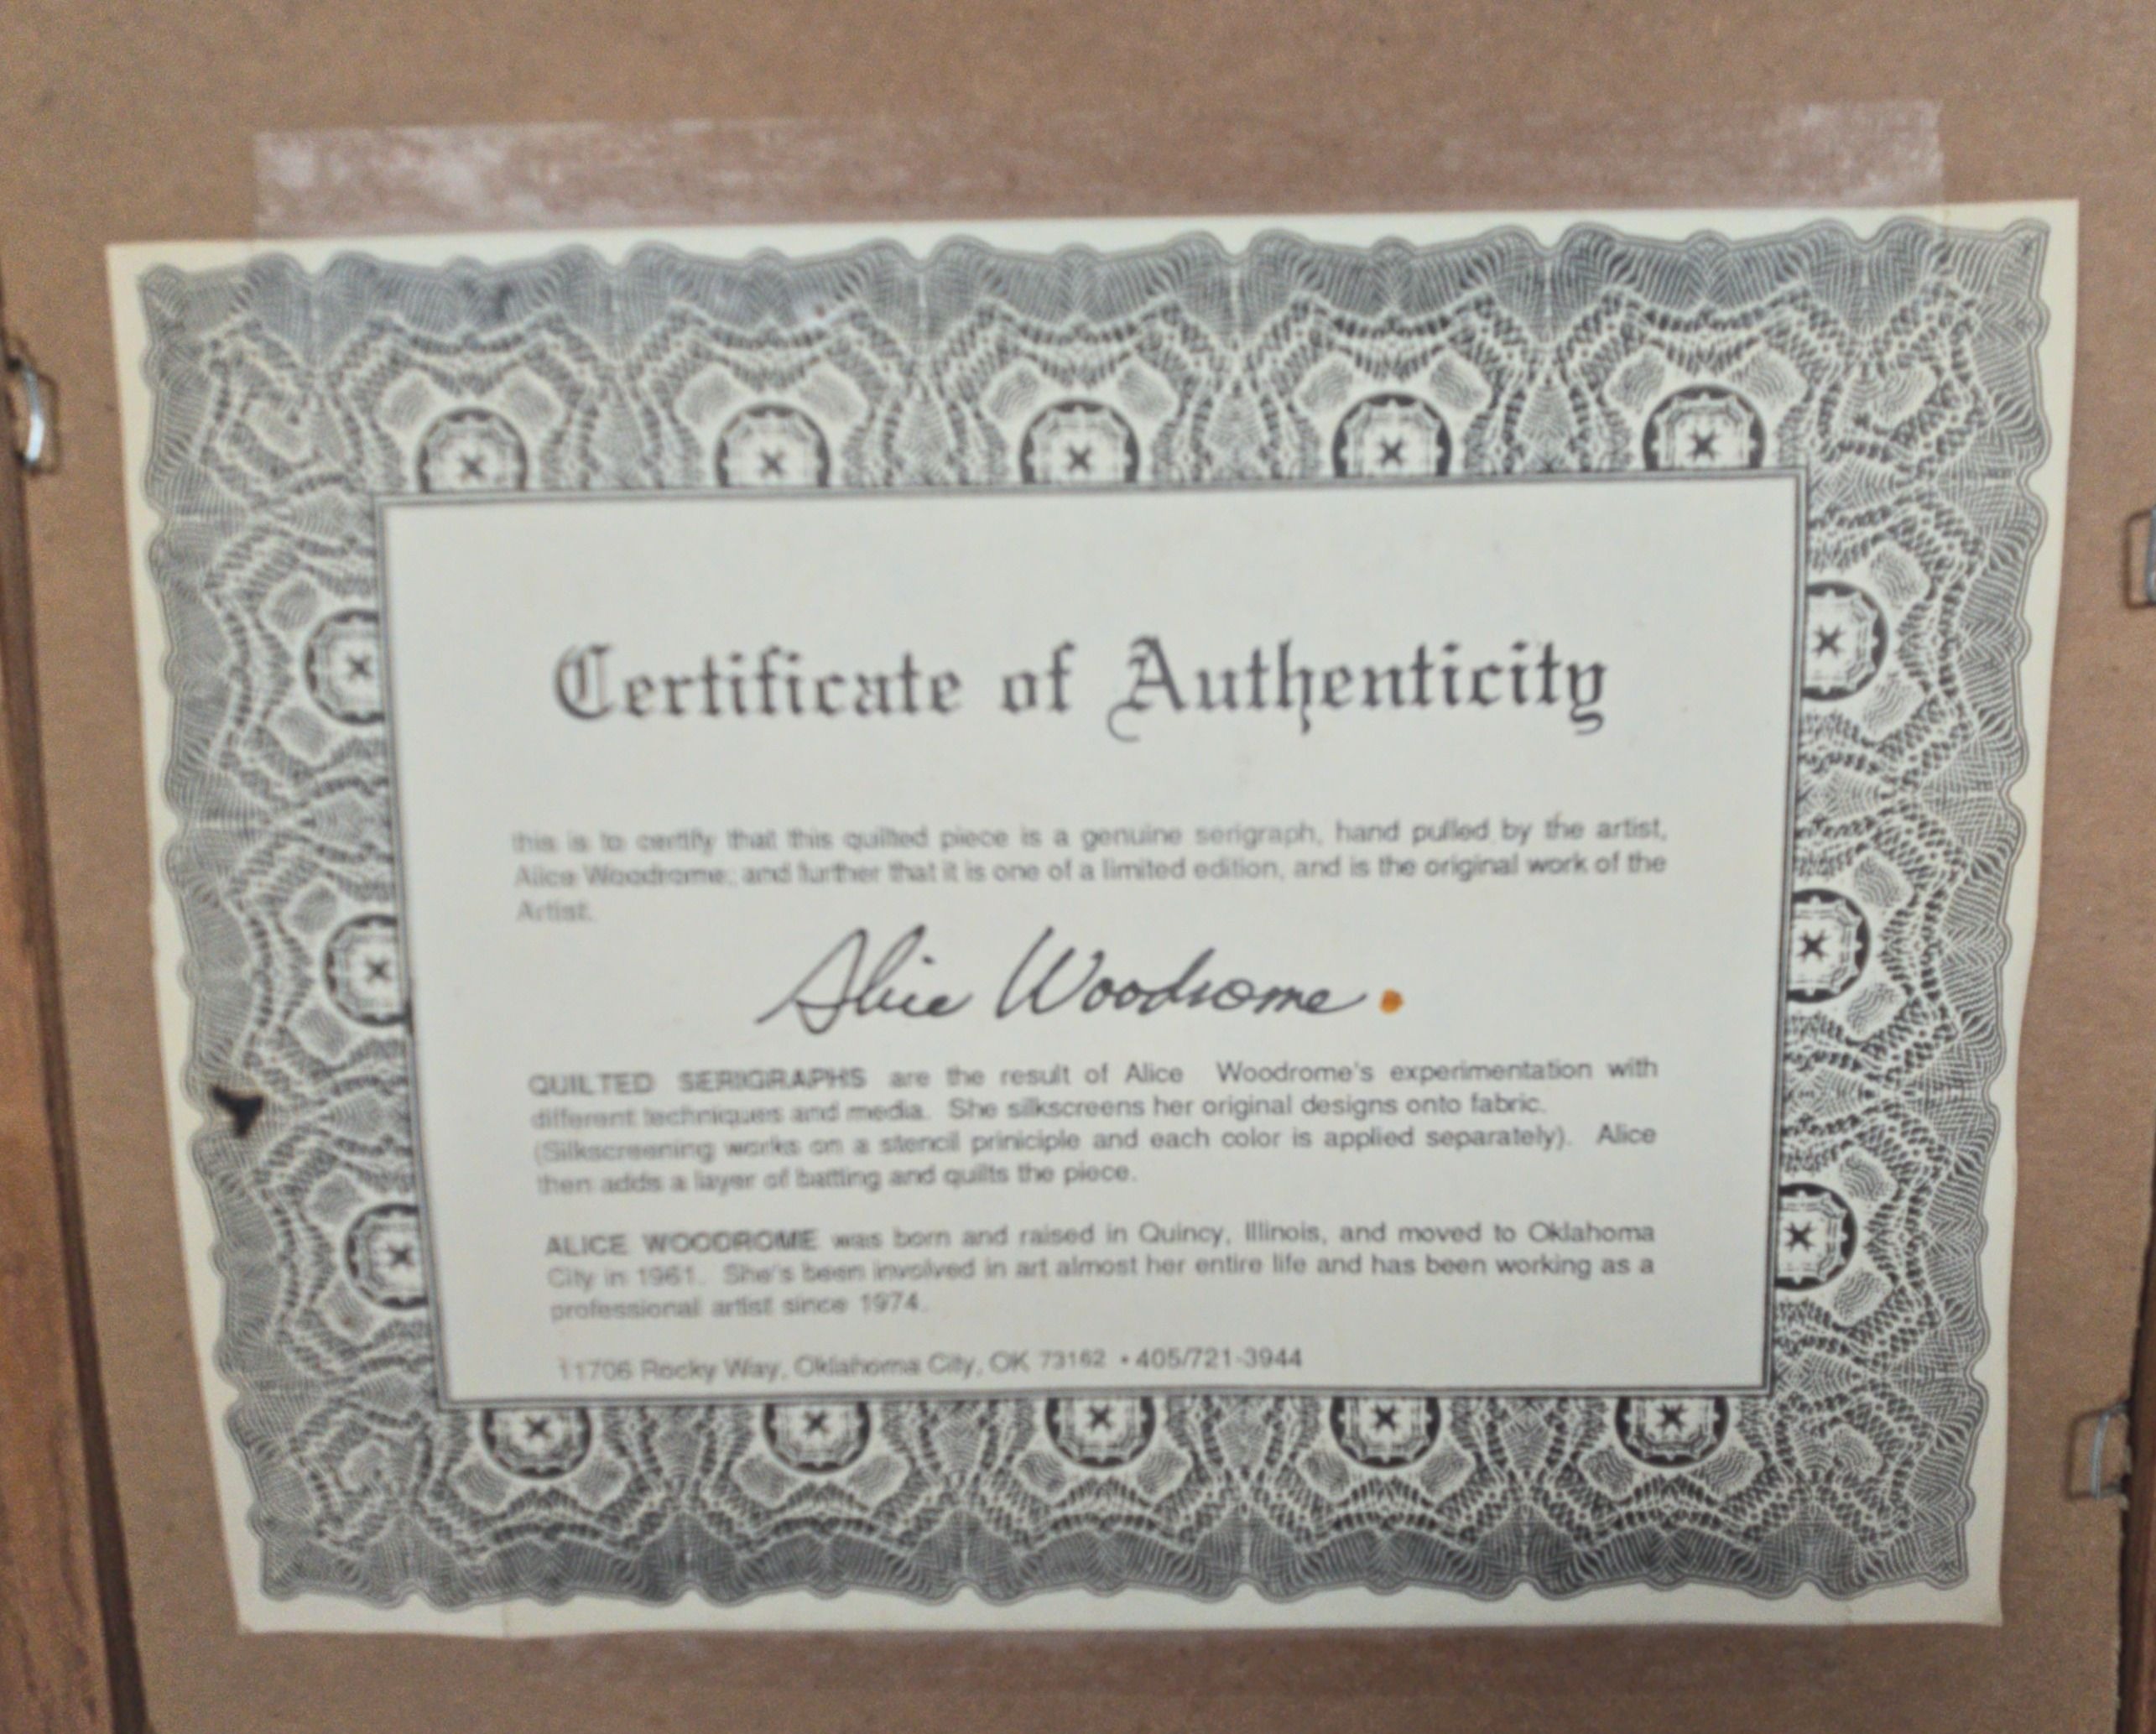 Certificate of Authenticity
this is to certify that this quilted piece is a genuine serigraph, hand pulled by the artist,
Alice Woodrome; and further that it is one of a limited edition, and is the original work of the
Artist.
Alice Woodrome
QUILTED SERIGRAPHS are the result of Alice Woodrome's experimentation with
different techniques and media. She silkscreens her original designs onto fabric.
(Silkscreening works on a stencil priniciple and each color is applied separately). Alice
then adds a layer of batting and quilts the piece.
ALICE WOODROME was born and raised in Quincy, Illinois, and moved to Oklahoma
City in 1961. She's been involved in art almost her entire life and has been working as a
professional artist since 1974.
11706 Rocky Way, Oklahoma City, OK 73162 • 405/721-3944